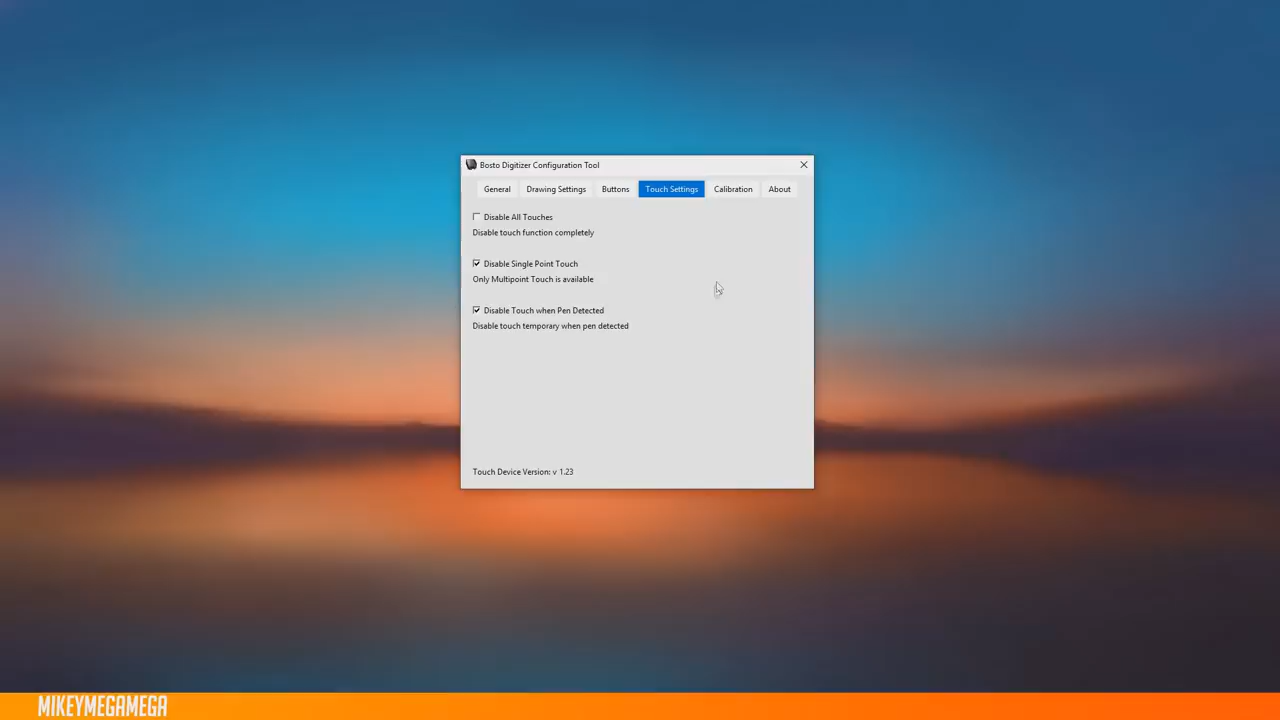 Bosto Digitizer Configuration Tool
General Drawing Settings Buttons Touch Settings Calibration About
Disable All Touches
Disable touch function completely
Disable Single Point Touch
Only Multipoint Touch is available
Disable Touch when Pen Detected
Disable touch temporary when pen detected
Touch Device Version: v 1.23
MIKEYMEGAMEGA